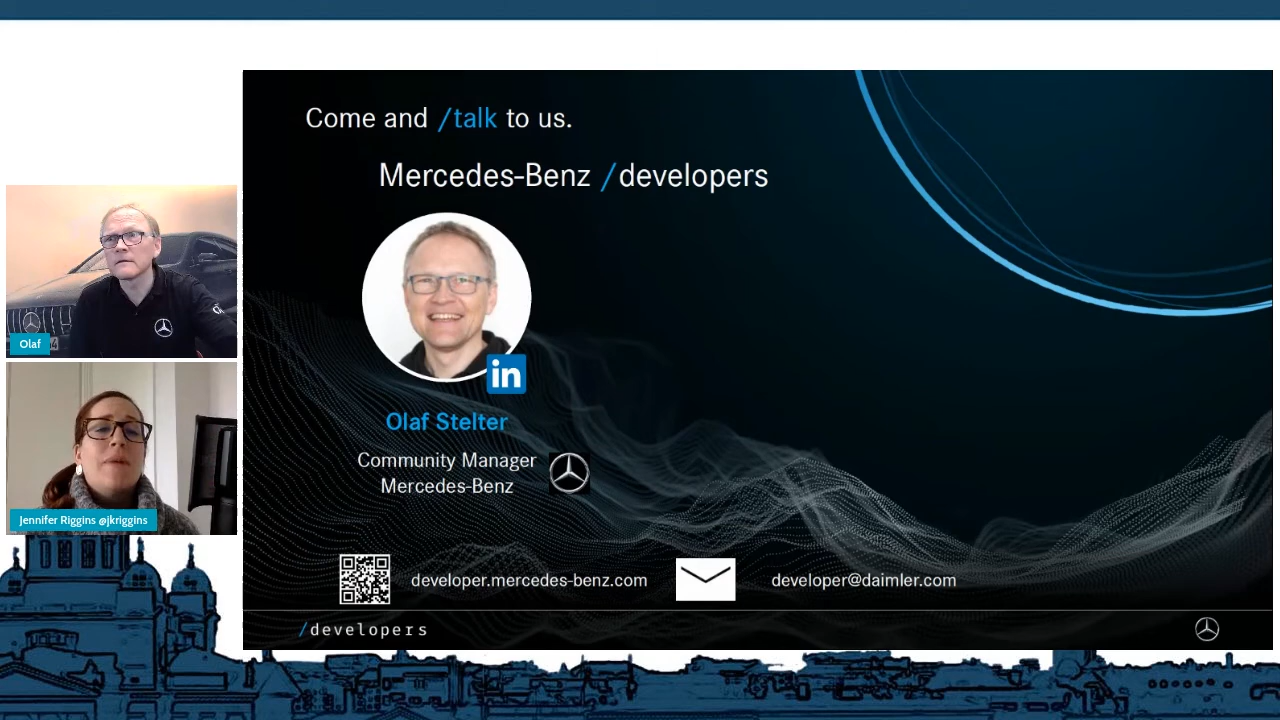 Come and /talk to us.
Mercedes-Benz /developers
Olaf
in
Olaf Stelter
Community Manager
Mercedes-Benz
Jennifer Riggins @jkriggins
developer.mercedes-benz.com
developer@daimler.com
/developers